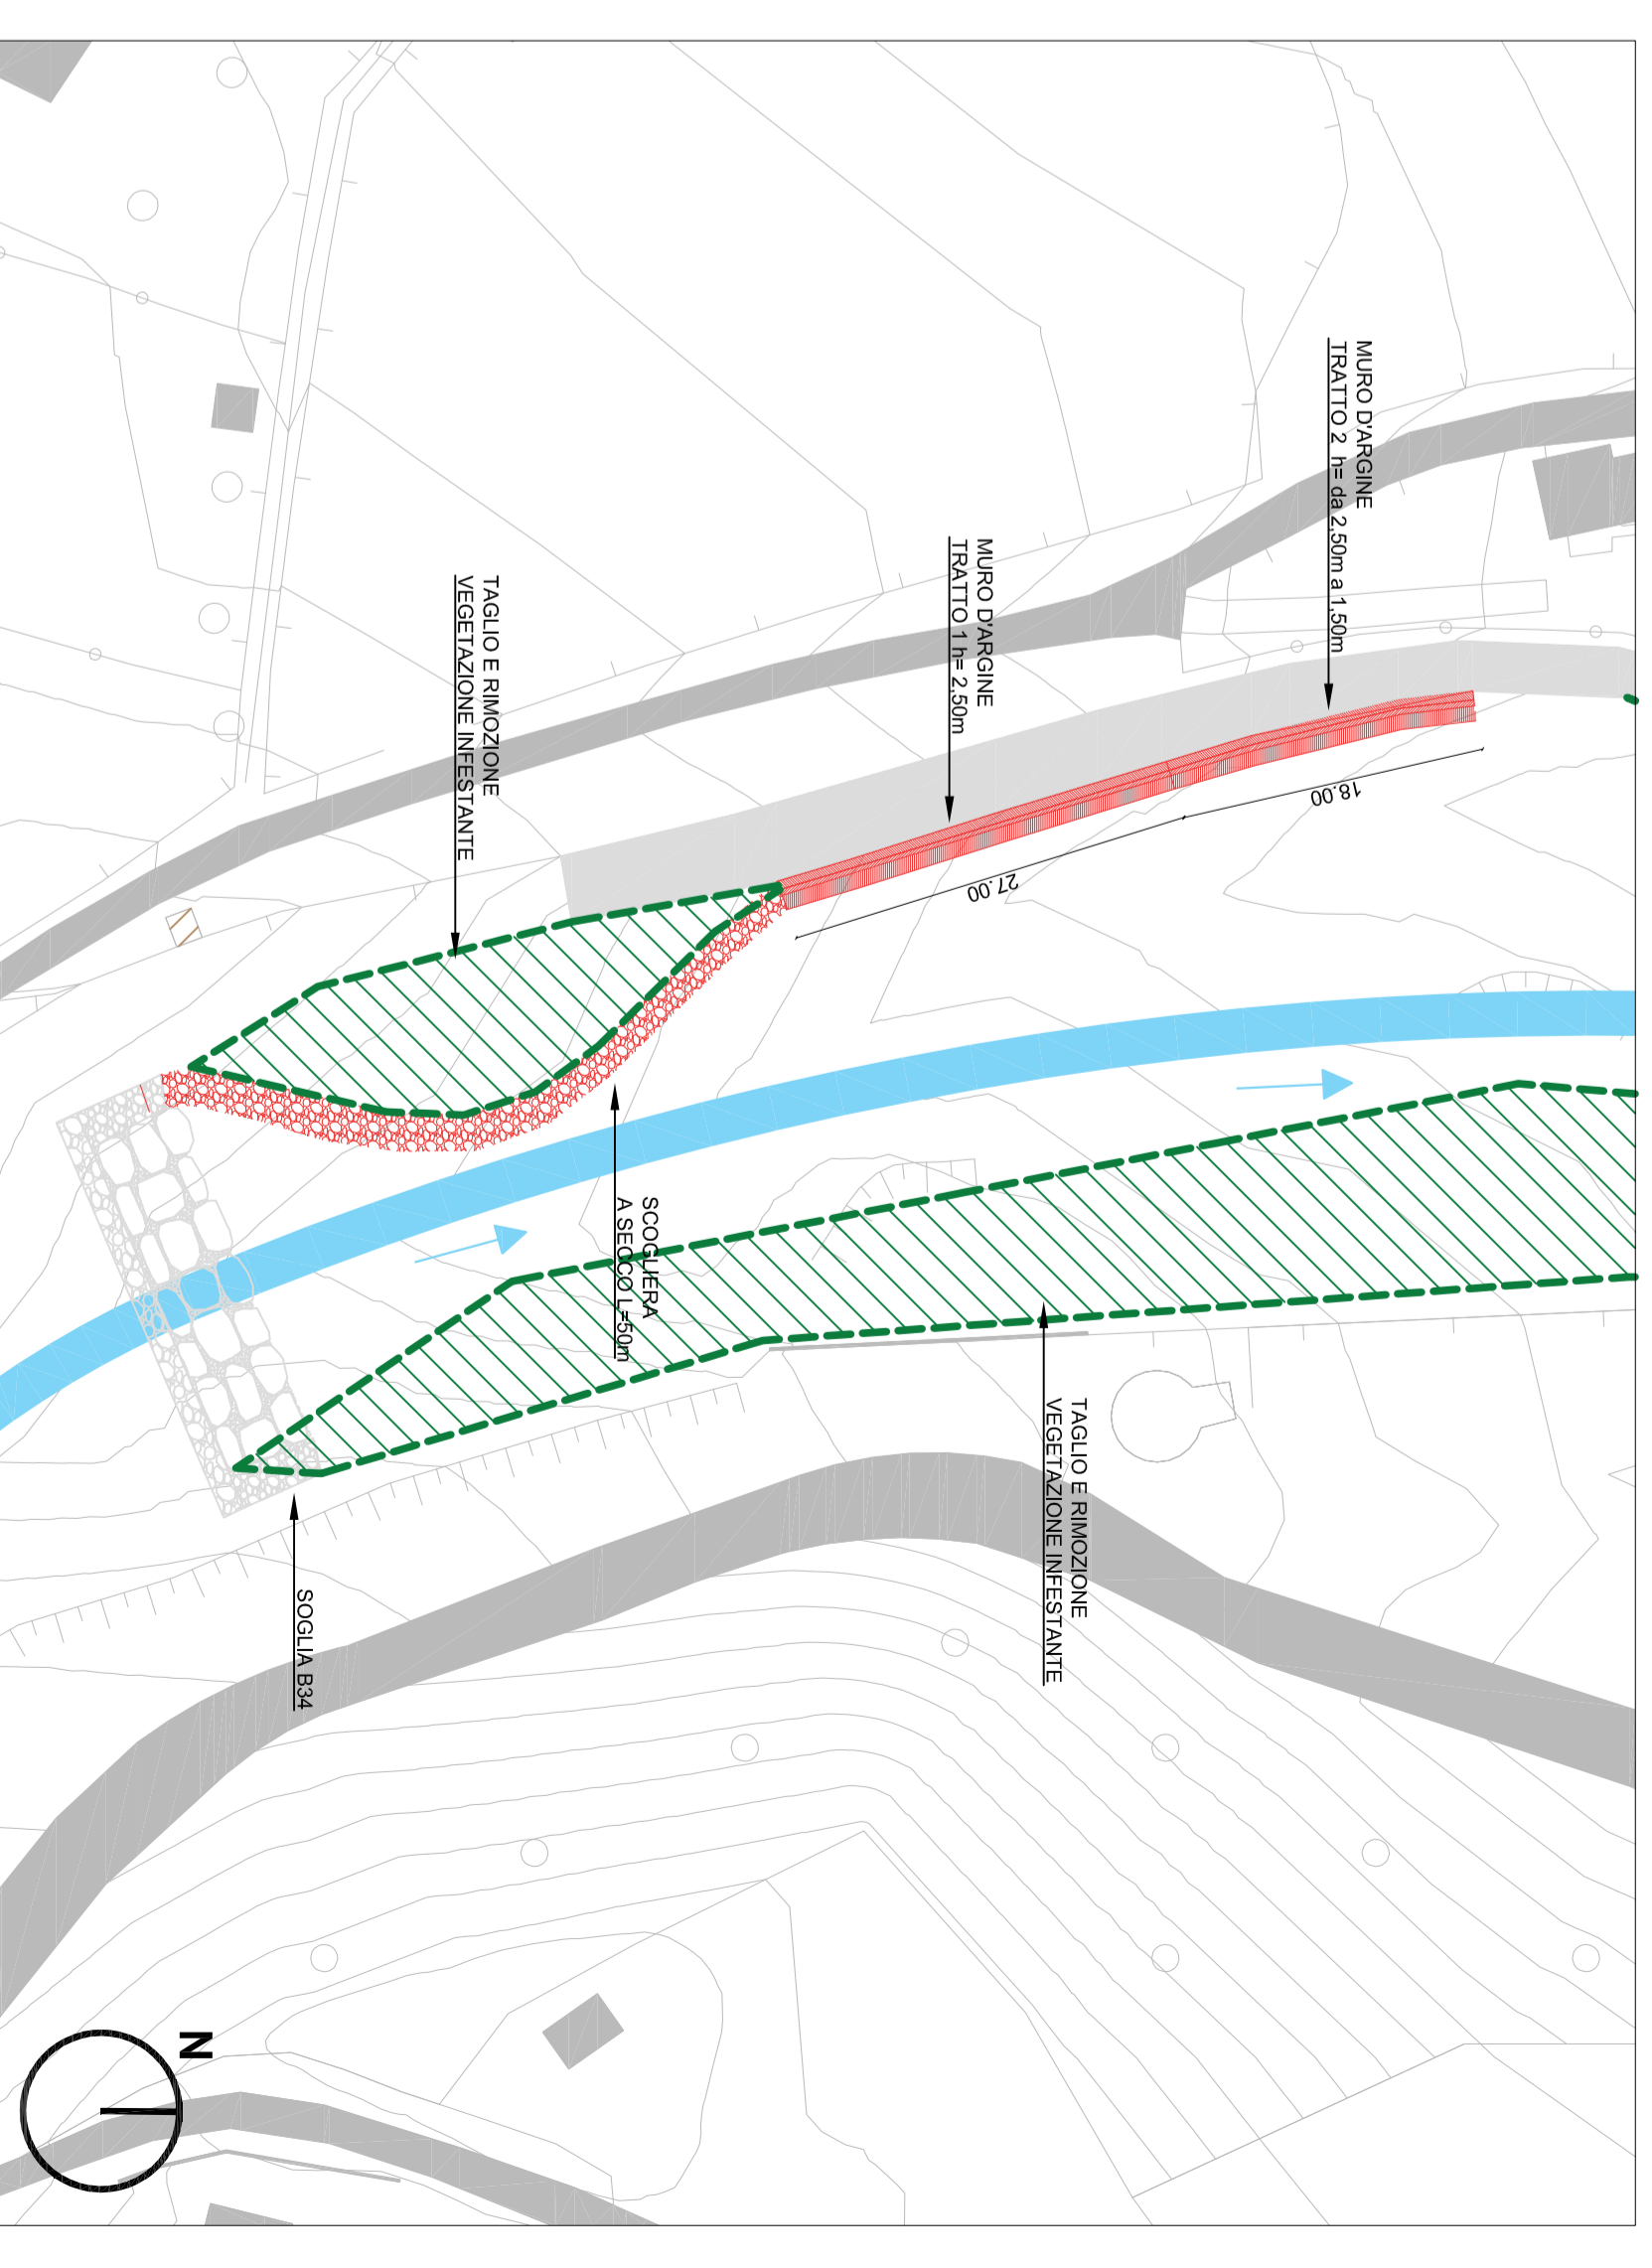 MURO D'ARGINE
TRATTO 2 h= da 2,50m a 1,50m
MURO D'ARGINE
TRATTO 1 h= 2,50m
TAGLIO E RIMOZIONE
VEGETAZIONE INFESTANTE
18.00
27.00
SCOGLIERA
A SECCO L=50m
TAGLIO E RIMOZIONE
VEGETAZIONE INFESTANTE
SOGLIA B34
N